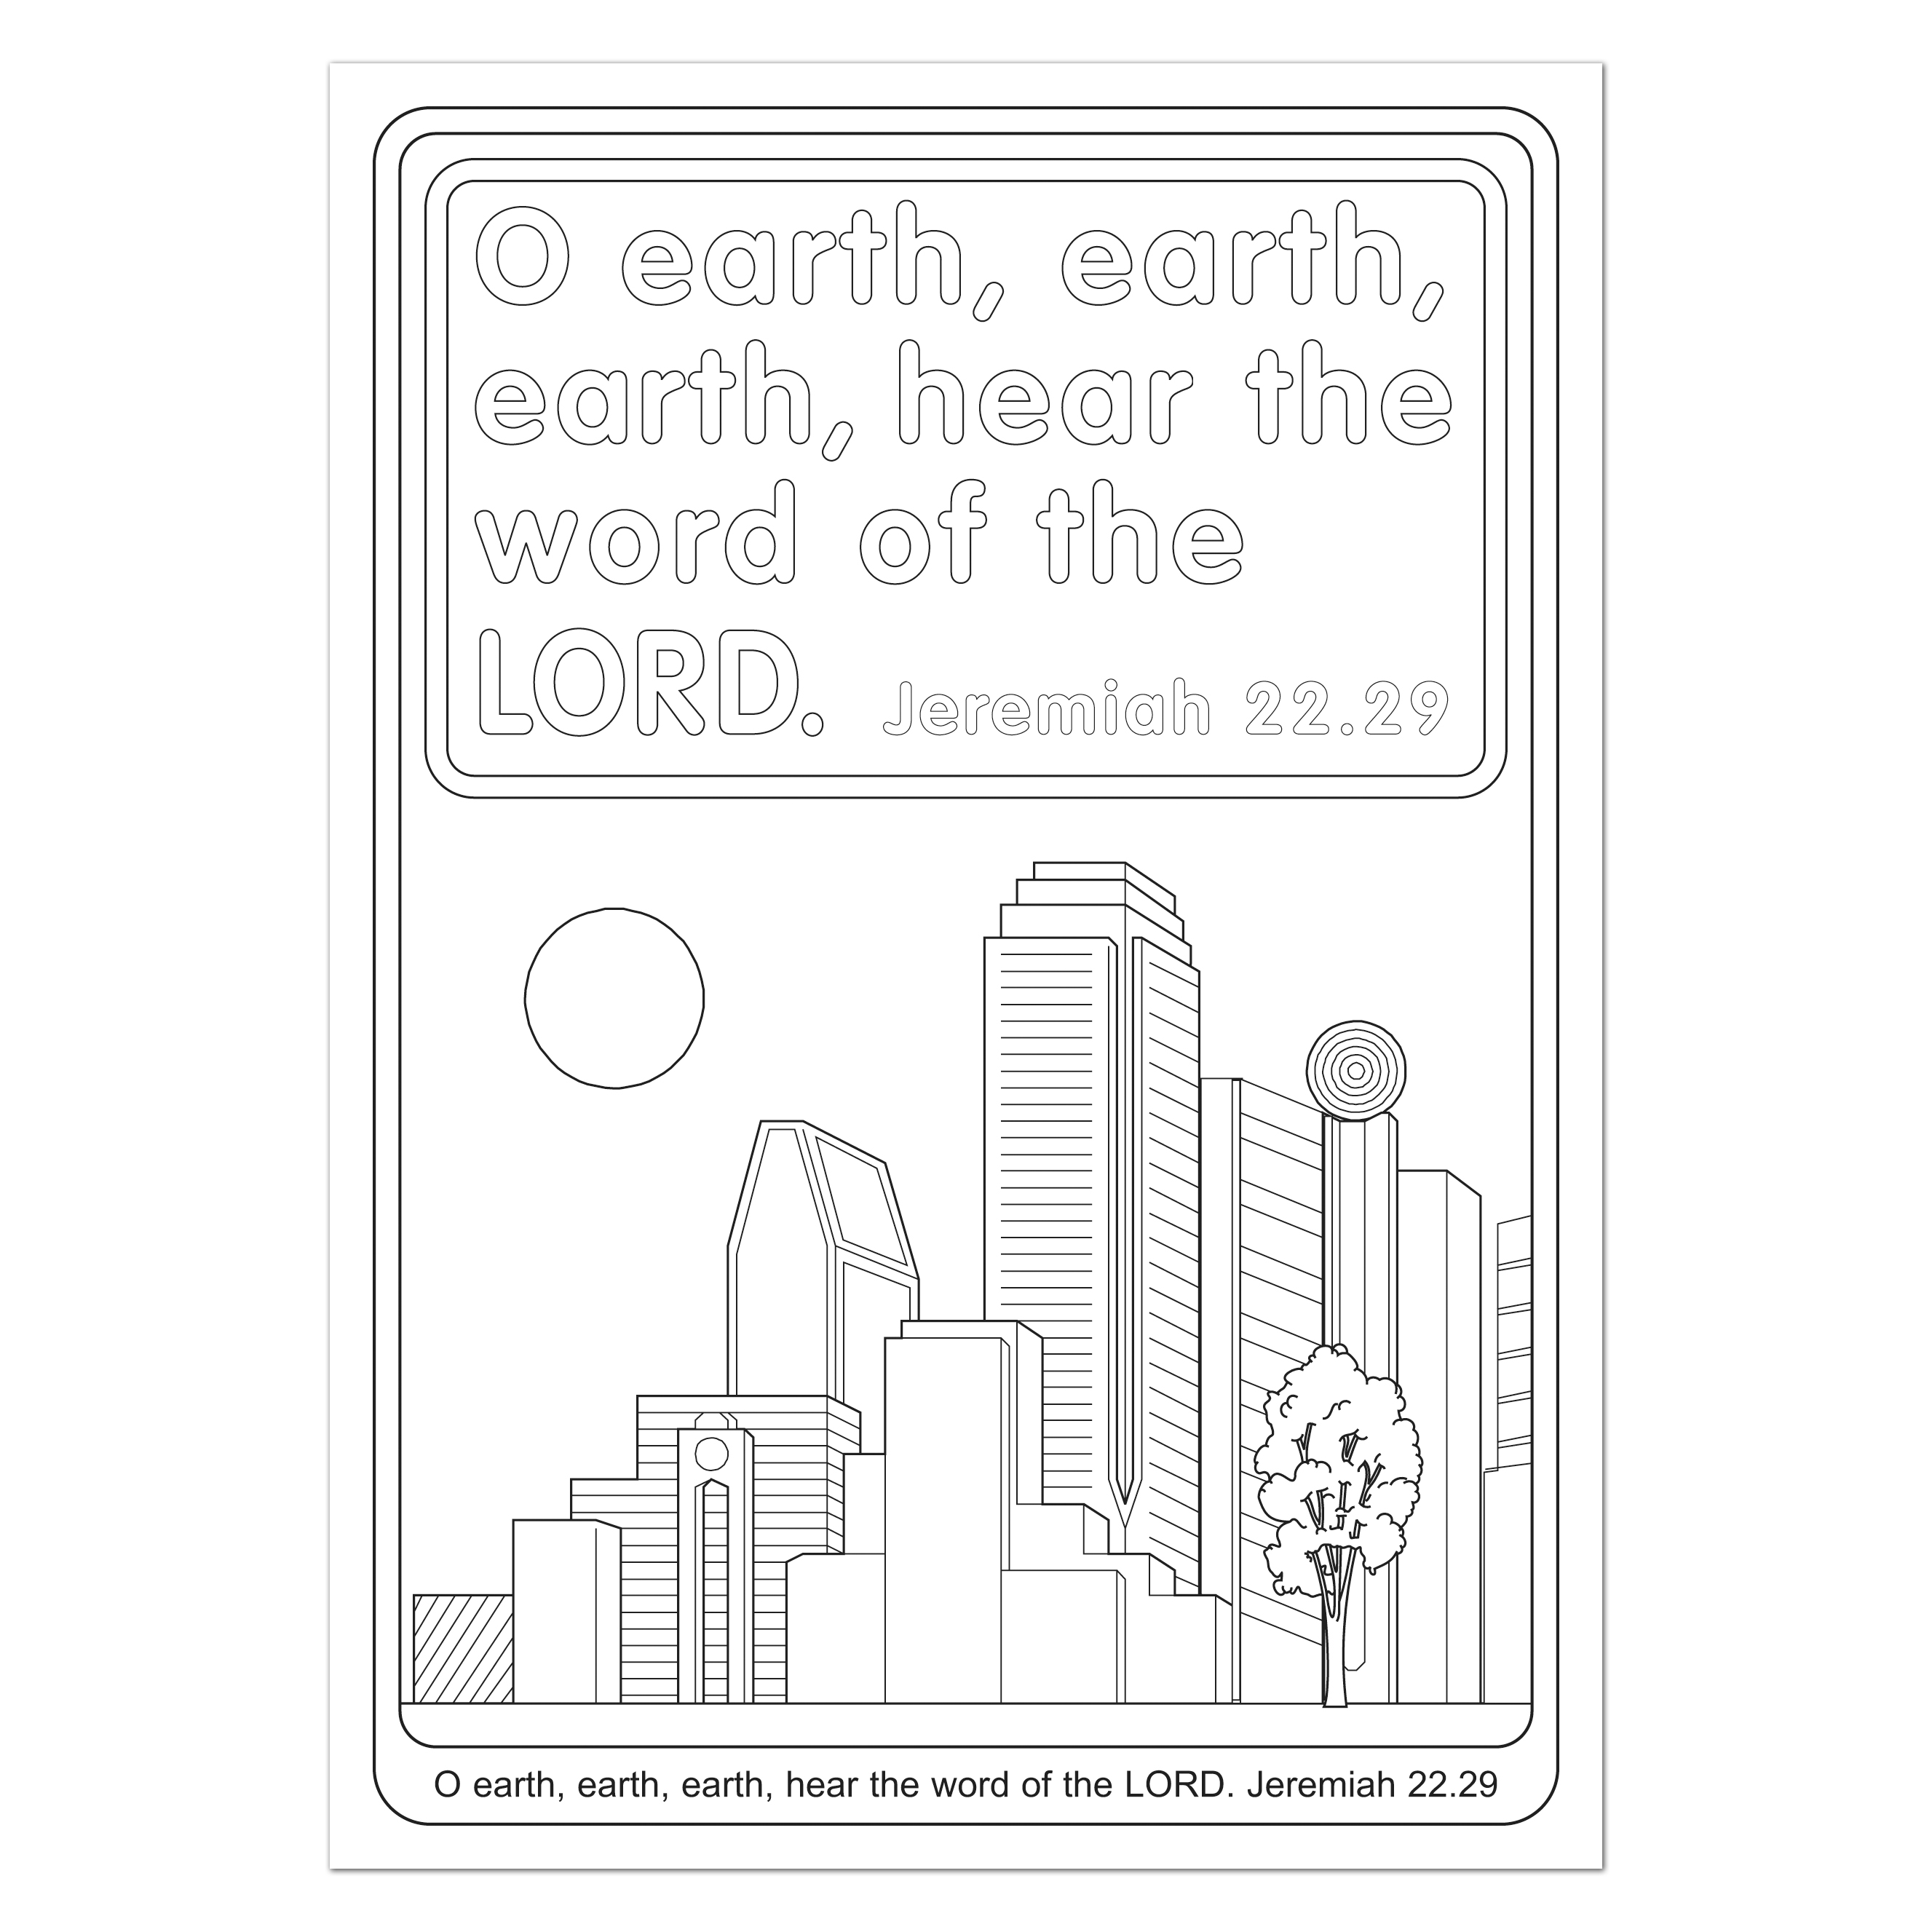 O earth, earth,
earth, hear the
word of the
LORD. Jeremiah 22.29
O earth, earth, earth, hear the word of the LORD. Jeremiah 22.29